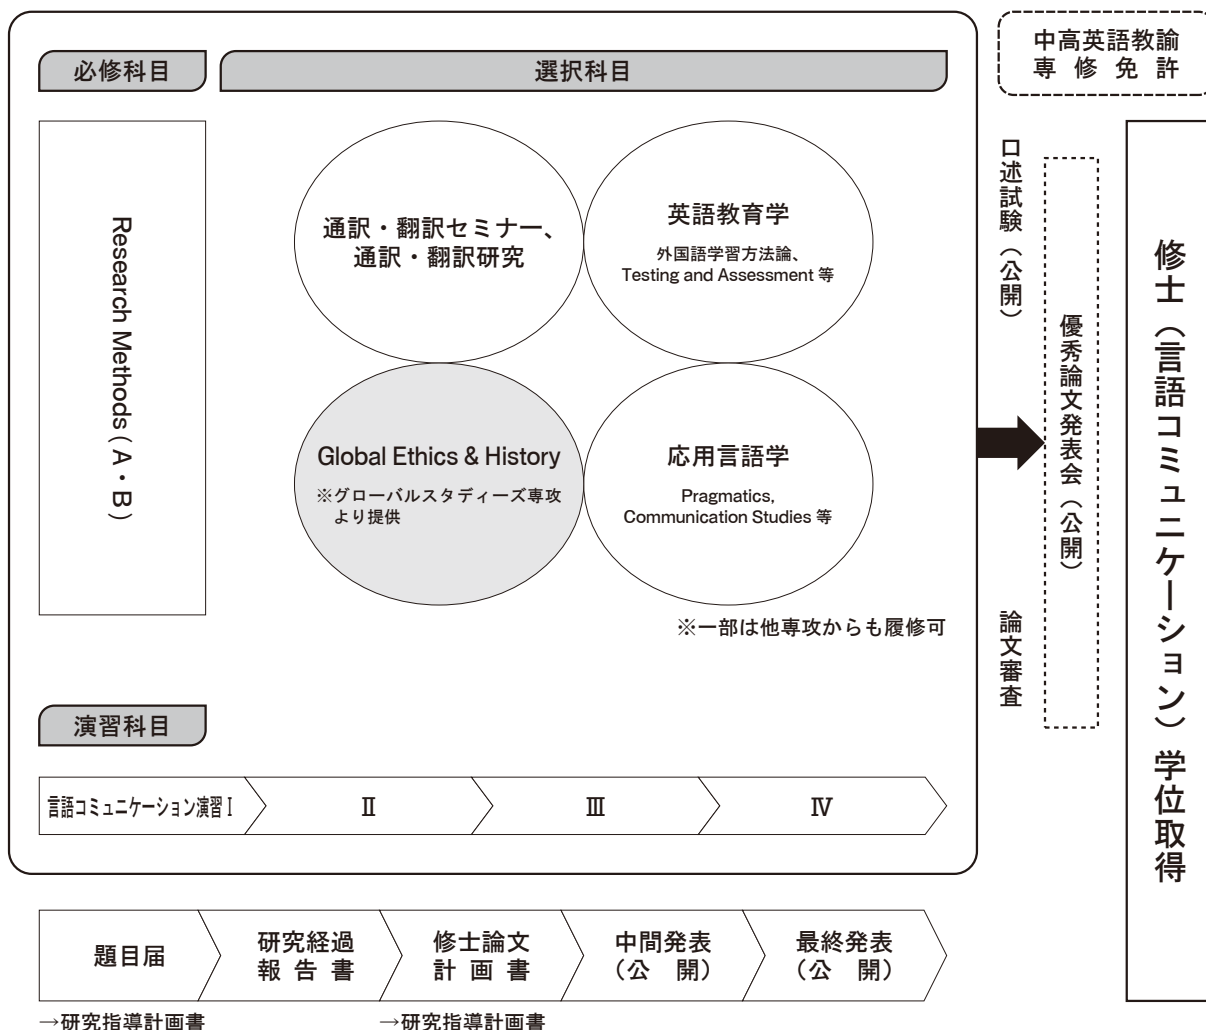 必修科目
選択科目
中高英語教諭
専修免許
Research Methods（A・B）
通訳・翻訳セミナー、
通訳・翻訳研究
英語教育学
外国語学習方法論、
Testing and Assessment 等
Global Ethics & History
※グローバルスタディーズ専攻
より提供
応用言語学
Pragmatics,
Communication Studies 等
※一部は他専攻からも履修可
口述試験（公開）
論文審査
優秀論文発表会（公開）
修士（言語コミュニケーション）学位取得
演習科目
言語コミュニケーション演習Ⅰ
Ⅱ
Ⅲ
Ⅳ
題目届
研究経過
報告書
修士論文
計画書
中間発表
（公　開）
最終発表
（公　開）
→研究指導計画書
→研究指導計画書